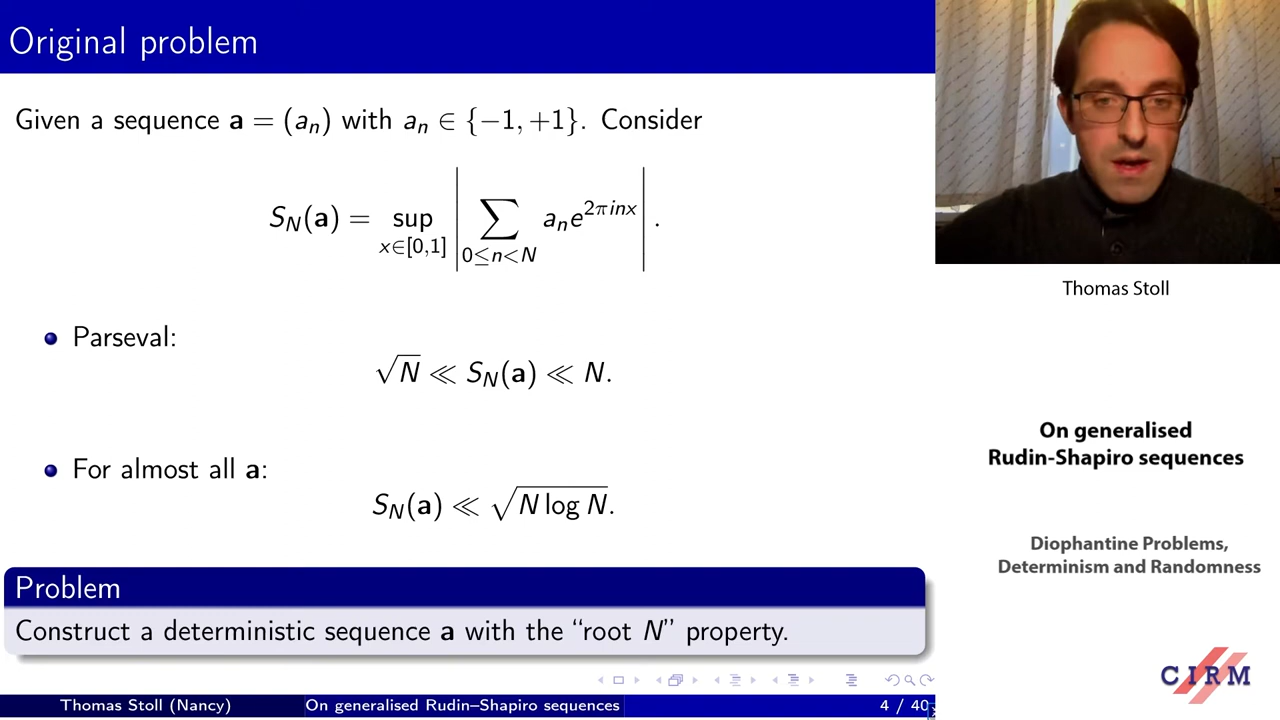 Original problem
Given a sequence a = (aₙ) with aₙ ∈ {−1, +1}. Consider
S_N(a) = sup_{x∈[0,1]} | ∑_{0≤n<N} aₙe^{2πinx} | .
Parseval:
√N ≪ S_N(a) ≪ N.
For almost all a:
S_N(a) ≪ √(N log N).
Problem
Construct a deterministic sequence a with the “root N” property.
Thomas Stoll (Nancy) On generalised Rudin–Shapiro sequences 4 / 40
Thomas Stoll
On generalised
Rudin-Shapiro sequences
Diophantine Problems,
Determinism and Randomness
CIRM